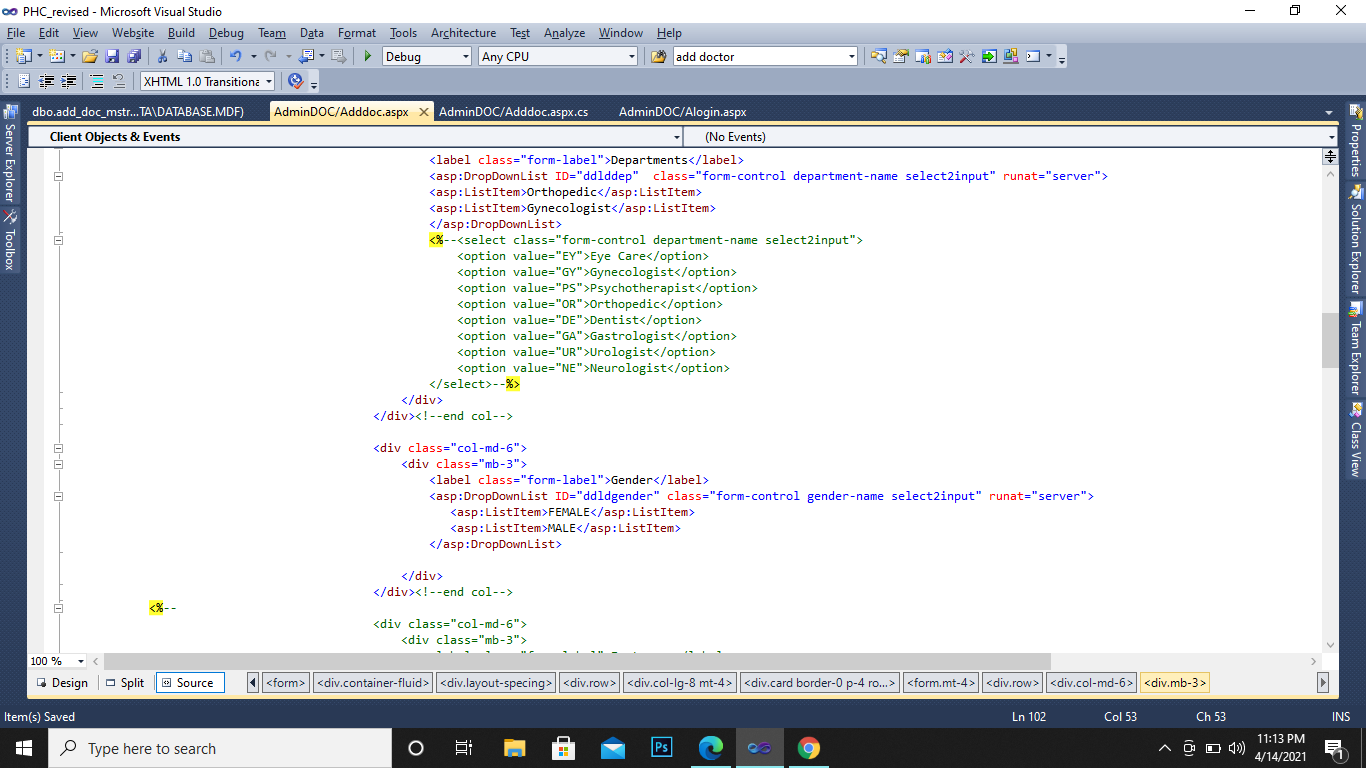 PHC_revised - Microsoft Visual Studio
File Edit View Website Build Debug Team Data Format Tools Architecture Test Analyze Window Help
Debug Any CPU add doctor
XHTML 1.0 Transitiona
dbo.add_doc_mstr...TA\DATABASE.MDF) AdminDOC/Adddoc.aspx AdminDOC/Adddoc.aspx.cs AdminDOC/Alogin.aspx
Client Objects & Events (No Events)
Server Explorer
Toolbox
<label class="form-label">Departments</label>
<asp:DropDownList ID="ddlddep"  class="form-control department-name select2input" runat="server">
<asp:ListItem>Orthopedic</asp:ListItem>
<asp:ListItem>Gynecologist</asp:ListItem>
</asp:DropDownList>
<%--<select class="form-control department-name select2input">
<option value="EY">Eye Care</option>
<option value="GY">Gynecologist</option>
<option value="PS">Psychotherapist</option>
<option value="OR">Orthopedic</option>
<option value="DE">Dentist</option>
<option value="GA">Gastrologist</option>
<option value="UR">Urologist</option>
<option value="NE">Neurologist</option>
</select>--%>
</div>
</div><!--end col-->
<div class="col-md-6">
<div class="mb-3">
<label class="form-label">Gender</label>
<asp:DropDownList ID="ddldgender" class="form-control gender-name select2input" runat="server">
<asp:ListItem>FEMALE</asp:ListItem>
<asp:ListItem>MALE</asp:ListItem>
</asp:DropDownList>
</div>
</div><!--end col-->
<%--
<div class="col-md-6">
<div class="mb-3">
Properties
Solution Explorer
Team Explorer
Class View
100 %
Design Split Source <form> <div.container-fluid> <div.layout-specing> <div.row> <div.col-lg-8 mt-4> <div.card border-0 p-4 ro...> <form.mt-4> <div.row> <div.col-md-6> <div.mb-3>
Item(s) Saved Ln 102 Col 53 Ch 53 INS
Type here to search Ps 11:13 PM
4/14/2021 1